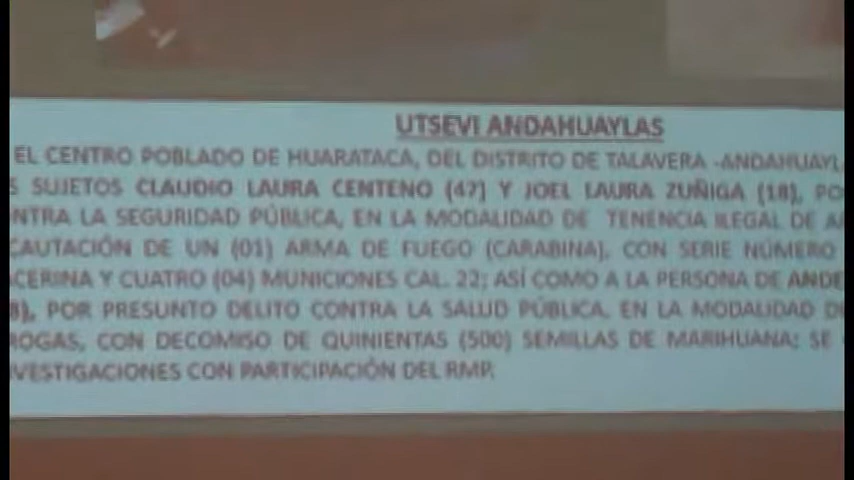 UTSEVI ANDAHUAYLAS
EL CENTRO POBLADO DE HUARATACA, DEL DISTRITO DE TALAVERA -ANDAHUAYL
S SUJETOS CLAUDIO LAURA CENTENO (47) Y JOEL LAURA ZUÑIGA (18), PO
NTRA LA SEGURIDAD PÚBLICA, EN LA MODALIDAD DE TENENCIA ILEGAL DE A
CAUTACIÓN DE UN (01) ARMA DE FUEGO (CARABINA), CON SERIE NÚMERO
CERINA Y CUATRO (04) MUNICIONES CAL. 22; ASÍ COMO A LA PERSONA DE ANDE
8), POR PRESUNTO DELITO CONTRA LA SALUD PÚBLICA, EN LA MODALIDAD D
ROGAS, CON DECOMISO DE QUINIENTAS (500) SEMILLAS DE MARIHUANA; SE
VESTIGACIONES CON PARTICIPACIÓN DEL RMP.